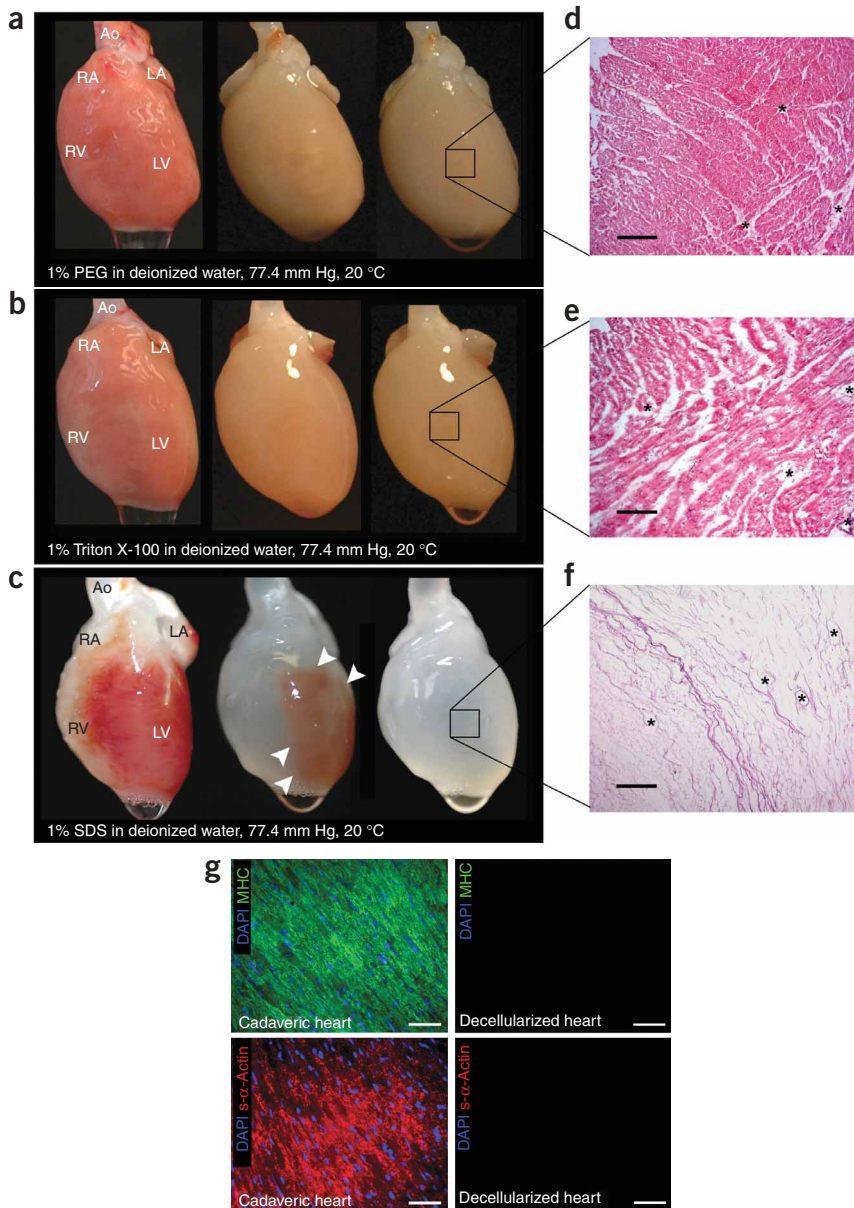 a
Ao
RA
LA
RV
LV
1% PEG in deionized water, 77.4 mm Hg, 20 °C
d
*
*
*
b
Ao
RA
LA
RV
LV
1% Triton X-100 in deionized water, 77.4 mm Hg, 20 °C
e
*
*
*
*
c
Ao
RA
LA
RV
LV
1% SDS in deionized water, 77.4 mm Hg, 20 °C
f
*
*
*
*
g
DAPI MHC
Cadaveric heart
DAPI MHC
Decellularized heart
DAPI s-α-Actin
Cadaveric heart
DAPI s-α-Actin
Decellularized heart